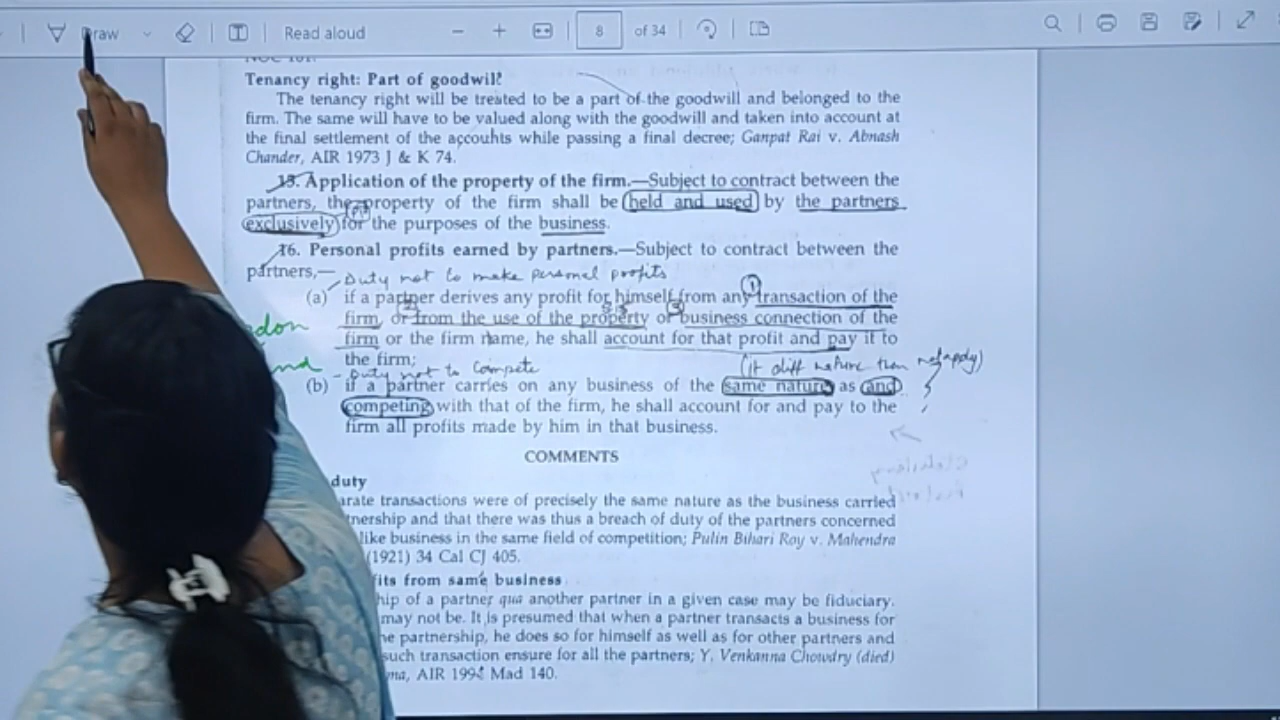 Draw Read aloud 8 of 34
Tenancy right: Part of goodwill
The tenancy right will be treated to be a part of the goodwill and belonged to the
firm. The same will have to be valued along with the goodwill and taken into account at
the final settlement of the accounts while passing a final decree; Ganpat Rai v. Abnash
Chander, AIR 1973 J & K 74.
15. Application of the property of the firm.—Subject to contract between the
partners, the property of the firm shall be held and used by the partners
exclusively for the purposes of the business.
16. Personal profits earned by partners.—Subject to contract between the
partners,— Duty not to make personal profits
(a) if a partner derives any profit for himself from any transaction of the
firm, or from the use of the property or business connection of the
firm or the firm name, he shall account for that profit and pay it to
the firm;
- Duty not to compete (if diff nature than not apply)
(b) if a partner carries on any business of the same nature as and
competing with that of the firm, he shall account for and pay to the
firm all profits made by him in that business.
COMMENTS
duty
arate transactions were of precisely the same nature as the business carried
nership and that there was thus a breach of duty of the partners concerned
like business in the same field of competition; Pulin Bihari Roy v. Mahendra
(1921) 34 Cal CJ 405.
fits from same business
hip of a partner qua another partner in a given case may be fiduciary.
may not be. It is presumed that when a partner transacts a business for
he partnership, he does so for himself as well as for other partners and
such transaction ensure for all the partners; Y. Venkanna Chowdry (died)
ma, AIR 1994 Mad 140.